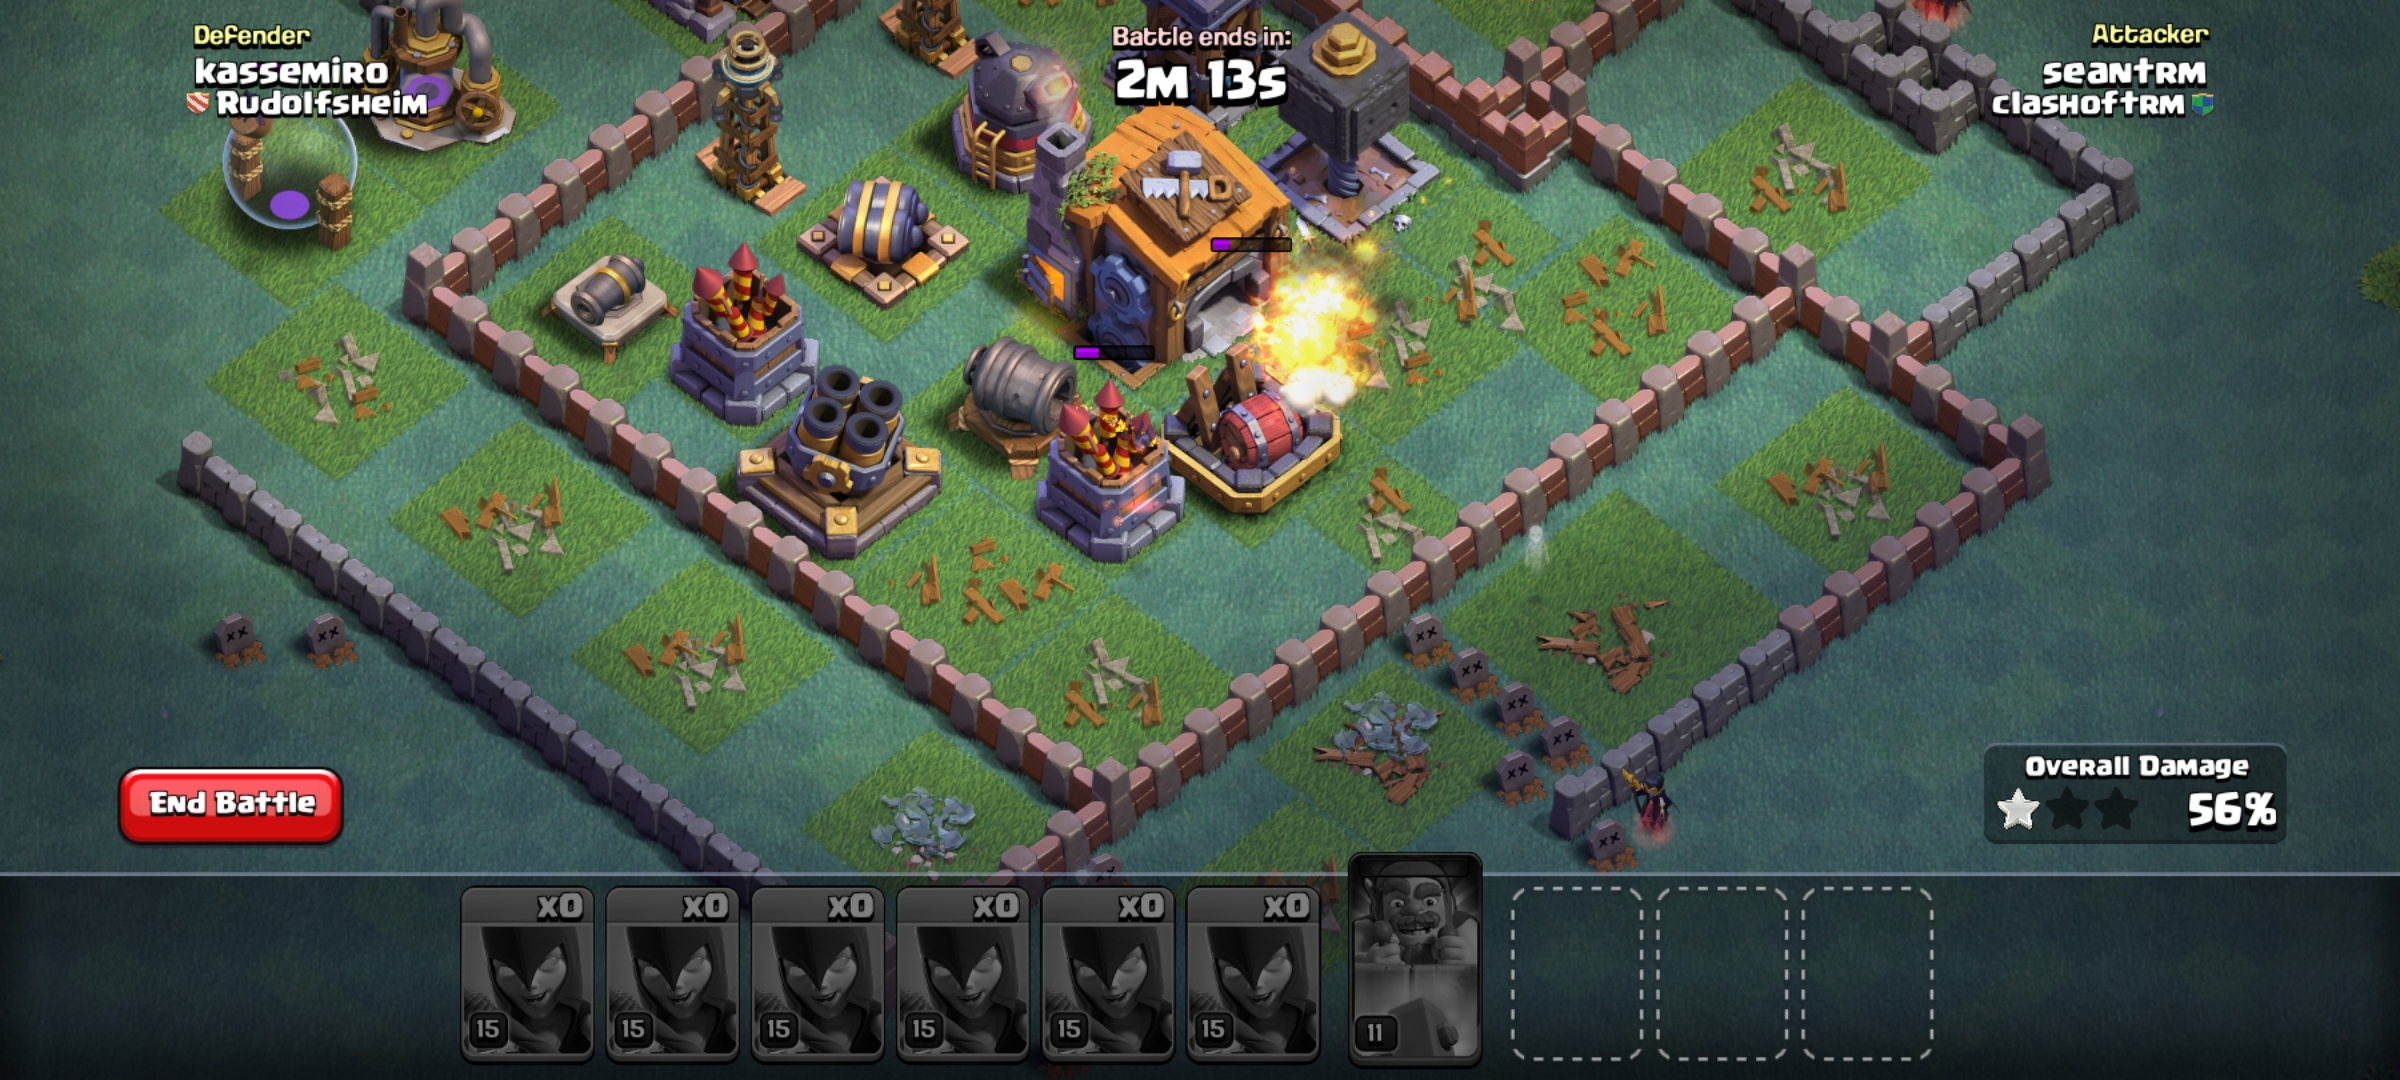 Defender
kassemiro
Rudolfsheim
Battle ends in:
2m 13s
Attacker
seantrm
clashoftrm
End Battle
Overall Damage
56%
x0
x0
x0
x0
x0
x0
15
15
15
15
15
15
11